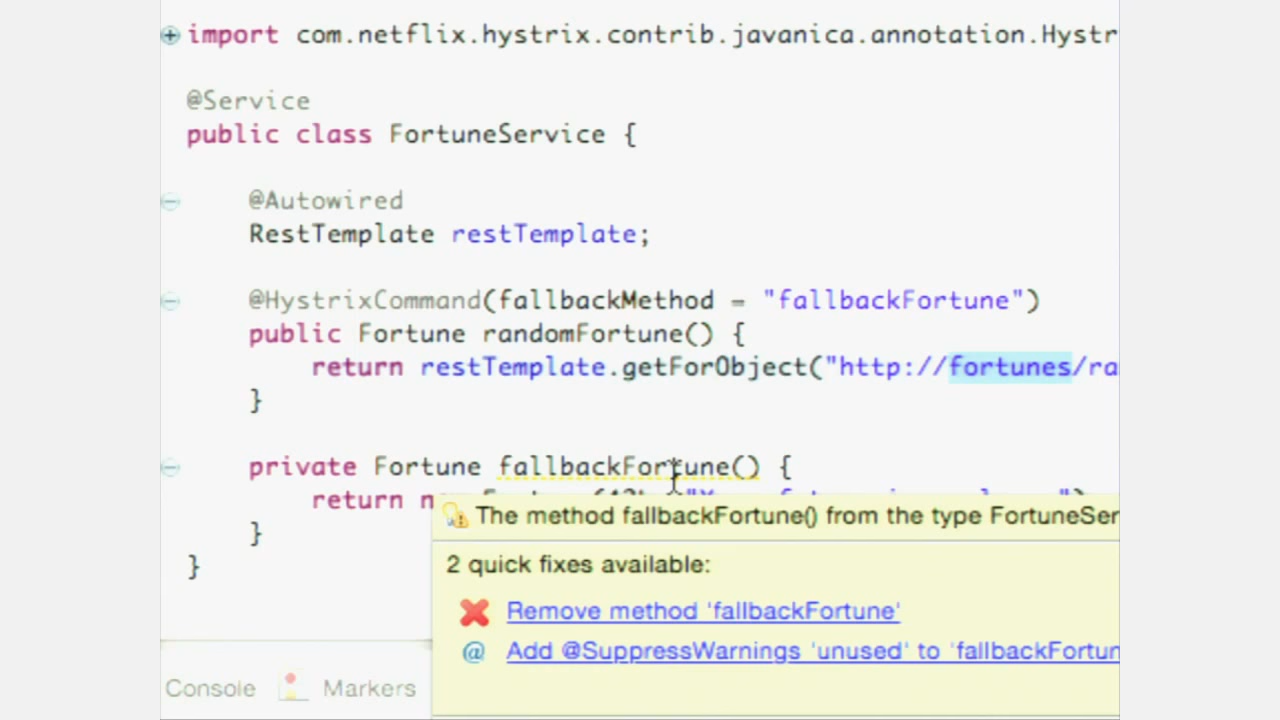 import com.netflix.hystrix.contrib.javanica.annotation.Hystr
@Service
public class FortuneService {
@Autowired
RestTemplate restTemplate;
@HystrixCommand(fallbackMethod = "fallbackFortune")
public Fortune randomFortune() {
return restTemplate.getForObject("http://fortunes/ra
}
private Fortune fallbackFortune() {
return
}
}
The method fallbackFortune() from the type FortuneSer
2 quick fixes available:
Remove method 'fallbackFortune'
@ Add @SuppressWarnings 'unused' to 'fallbackFortun
Console Markers